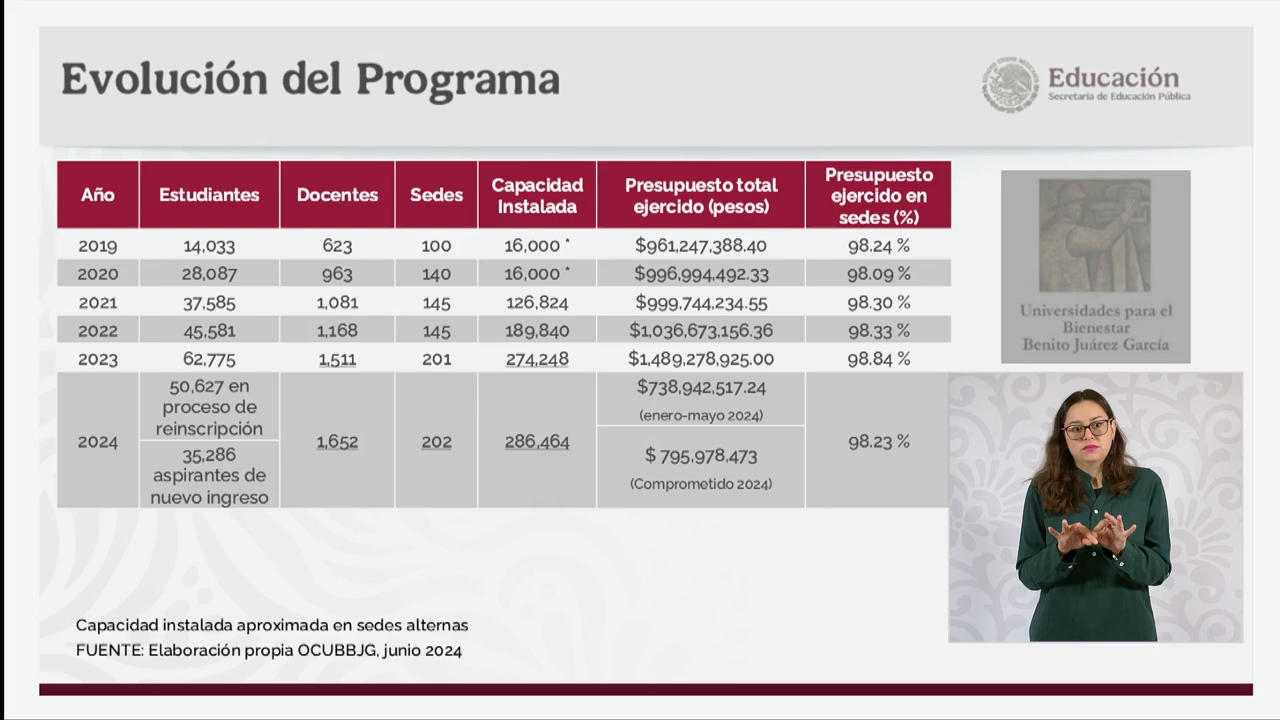 Evolución del Programa
Educación
Secretaría de Educación Pública
Año Estudiantes Docentes Sedes Capacidad Instalada Presupuesto total ejercido (pesos) Presupuesto ejercido en sedes (%)
2019 14,033 623 100 16,000 * $961,247,388.40 98.24 %
2020 28,087 963 140 16,000 * $996,994,492.33 98.09 %
2021 37,585 1,081 145 126,824 $999,744,234.55 98.30 %
2022 45,581 1,168 145 189,840 $1,036,673,156.36 98.33 %
2023 62,775 1,511 201 274,248 $1,489,278,925.00 98.84 %
2024 50,627 en proceso de reinscripción 35,286 aspirantes de nuevo ingreso 1,652 202 286,464 $738,942,517.24 (enero-mayo 2024) $ 795,978,473 (Comprometido 2024) 98.23 %
Universidades para el
Bienestar
Benito Juárez García
Capacidad instalada aproximada en sedes alternas
FUENTE: Elaboración propia OCUBBJG, junio 2024